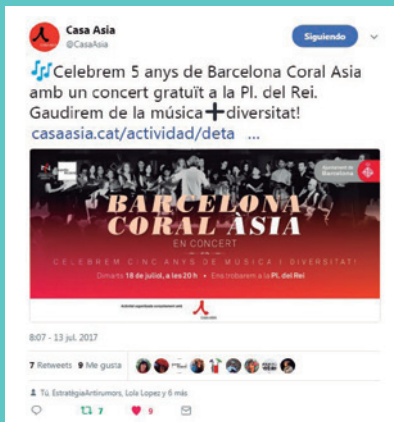 Casa Asia
@CasaAsia
Siguiendo
Celebrem 5 anys de Barcelona Coral Asia
amb un concert gratuït a la Pl. del Rei.
Gaudirem de la música ➕diversitat!
casaasia.cat/actividad/deta ...
Ajuntament de
Barcelona
BARCELONA
CORAL ÀSIA
EN CONCERT
CELEBREM CINC ANYS DE MÚSICA I DIVERSITAT!
Dimarts 18 de juliol, a les 20 h • Ens trobarem a la Pl. del Rei
CASA ASIA
8:07 - 13 jul. 2017
7 Retweets 9 Me gusta
Tú, EstratègiaAntirumors, Lola Lopez y 6 más
7
9